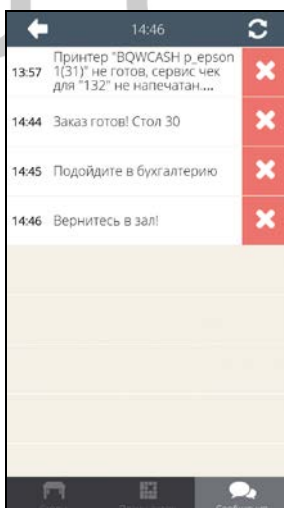 14:46
13:57 Принтер "BQWCASH p_epson
1(31)" не готов, сервис чек
для "132" не напечатан....
14:44 Заказ готов! Стол 30
14:45 Подойдите в бухгалтерию
14:46 Вернитесь в зал!